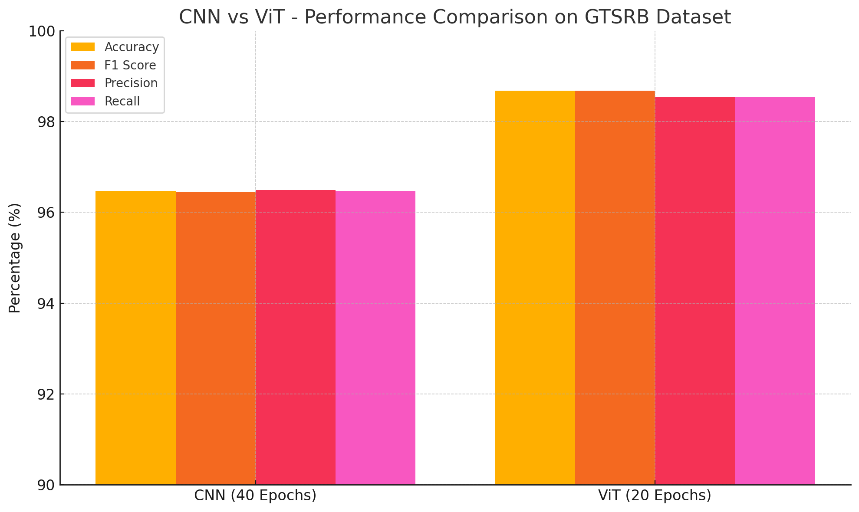 CNN vs ViT - Performance Comparison on GTSRB Dataset
Accuracy
F1 Score
Precision
Recall
Percentage (%)
100
98
96
94
92
90
CNN (40 Epochs)
ViT (20 Epochs)